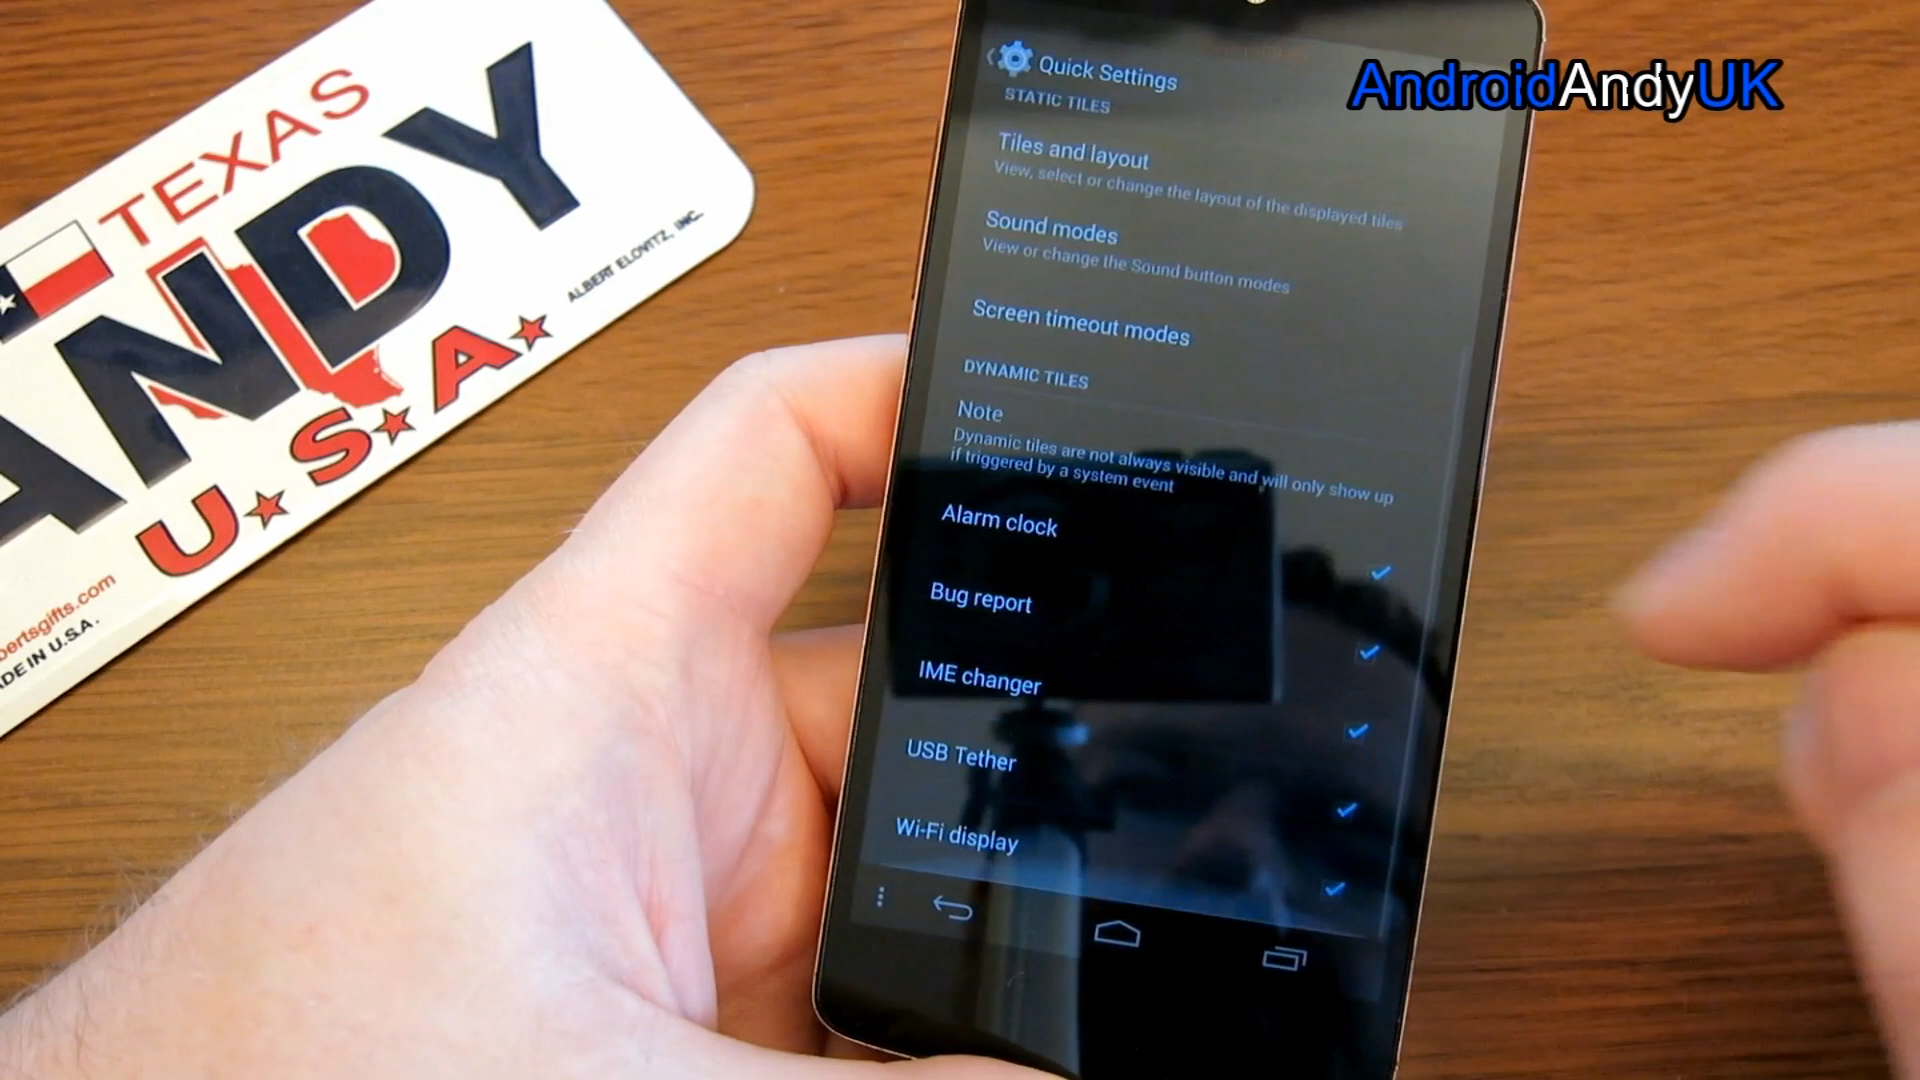 TEXAS
ANDY
U.S.A.
ALBERT ELOVITZ, INC.
bertsgifts.com
ADE IN U.S.A.
AndroidAndyUK
Quick Settings
STATIC TILES
Tiles and layout
View, select or change the layout of the displayed tiles
Sound modes
View or change the Sound button modes
Screen timeout modes
DYNAMIC TILES
Note
Dynamic tiles are not always visible and will only show up
if triggered by a system event
Alarm clock
Bug report
IME changer
USB Tether
Wi-Fi display